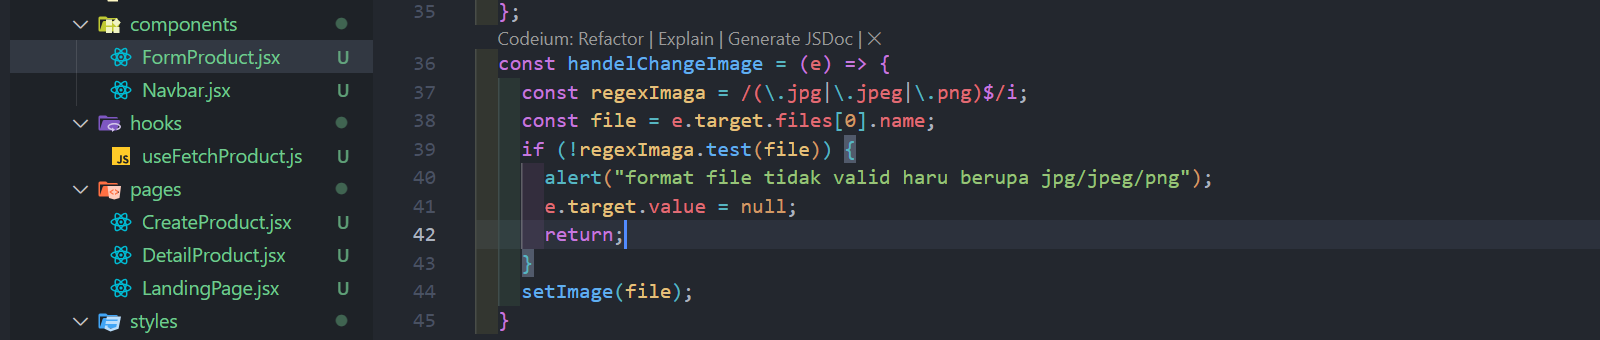 components
FormProduct.jsx U
Navbar.jsx U
hooks
JS useFetchProduct.js U
pages
CreateProduct.jsx U
DetailProduct.jsx U
LandingPage.jsx U
styles
35 };
Codeium: Refactor | Explain | Generate JSDoc | ×
36 const handelChangeImage = (e) => {
37 const regexImaga = /(\.jpg|\.jpeg|\.png)$/i;
38 const file = e.target.files[0].name;
39 if (!regexImaga.test(file)) {
40 alert("format file tidak valid haru berupa jpg/jpeg/png");
41 e.target.value = null;
42 return;
43 }
44 setImage(file);
45 }